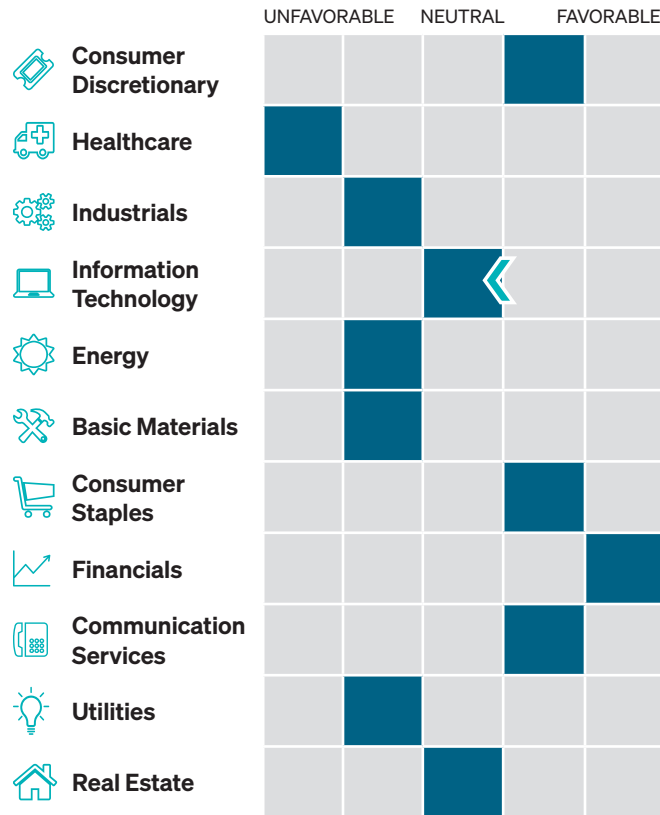 UNFAVORABLE NEUTRAL FAVORABLE
Consumer
Discretionary
Healthcare
Industrials
Information
Technology
Energy
Basic Materials
Consumer
Staples
Financials
Communication
Services
Utilities
Real Estate